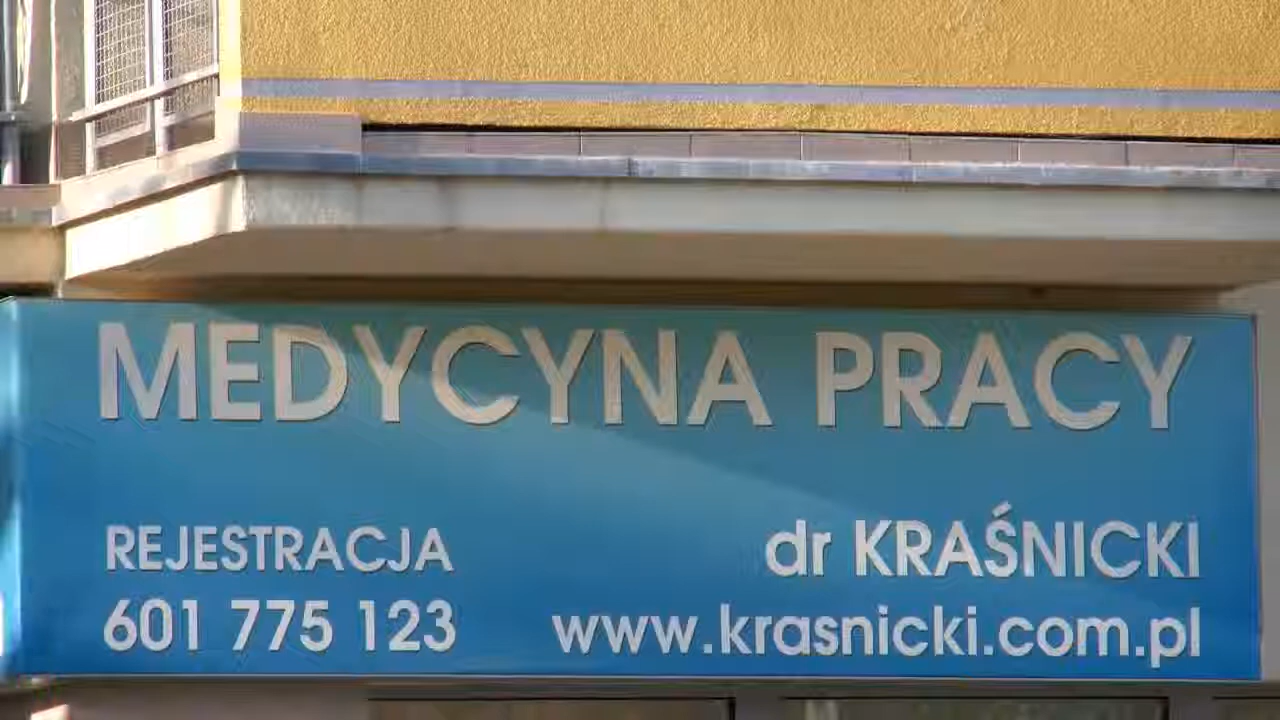 MEDYCYNA PRACY
REJESTRACJA
601 775 123
dr KRAŚNICKI
www.krasnicki.com.pl